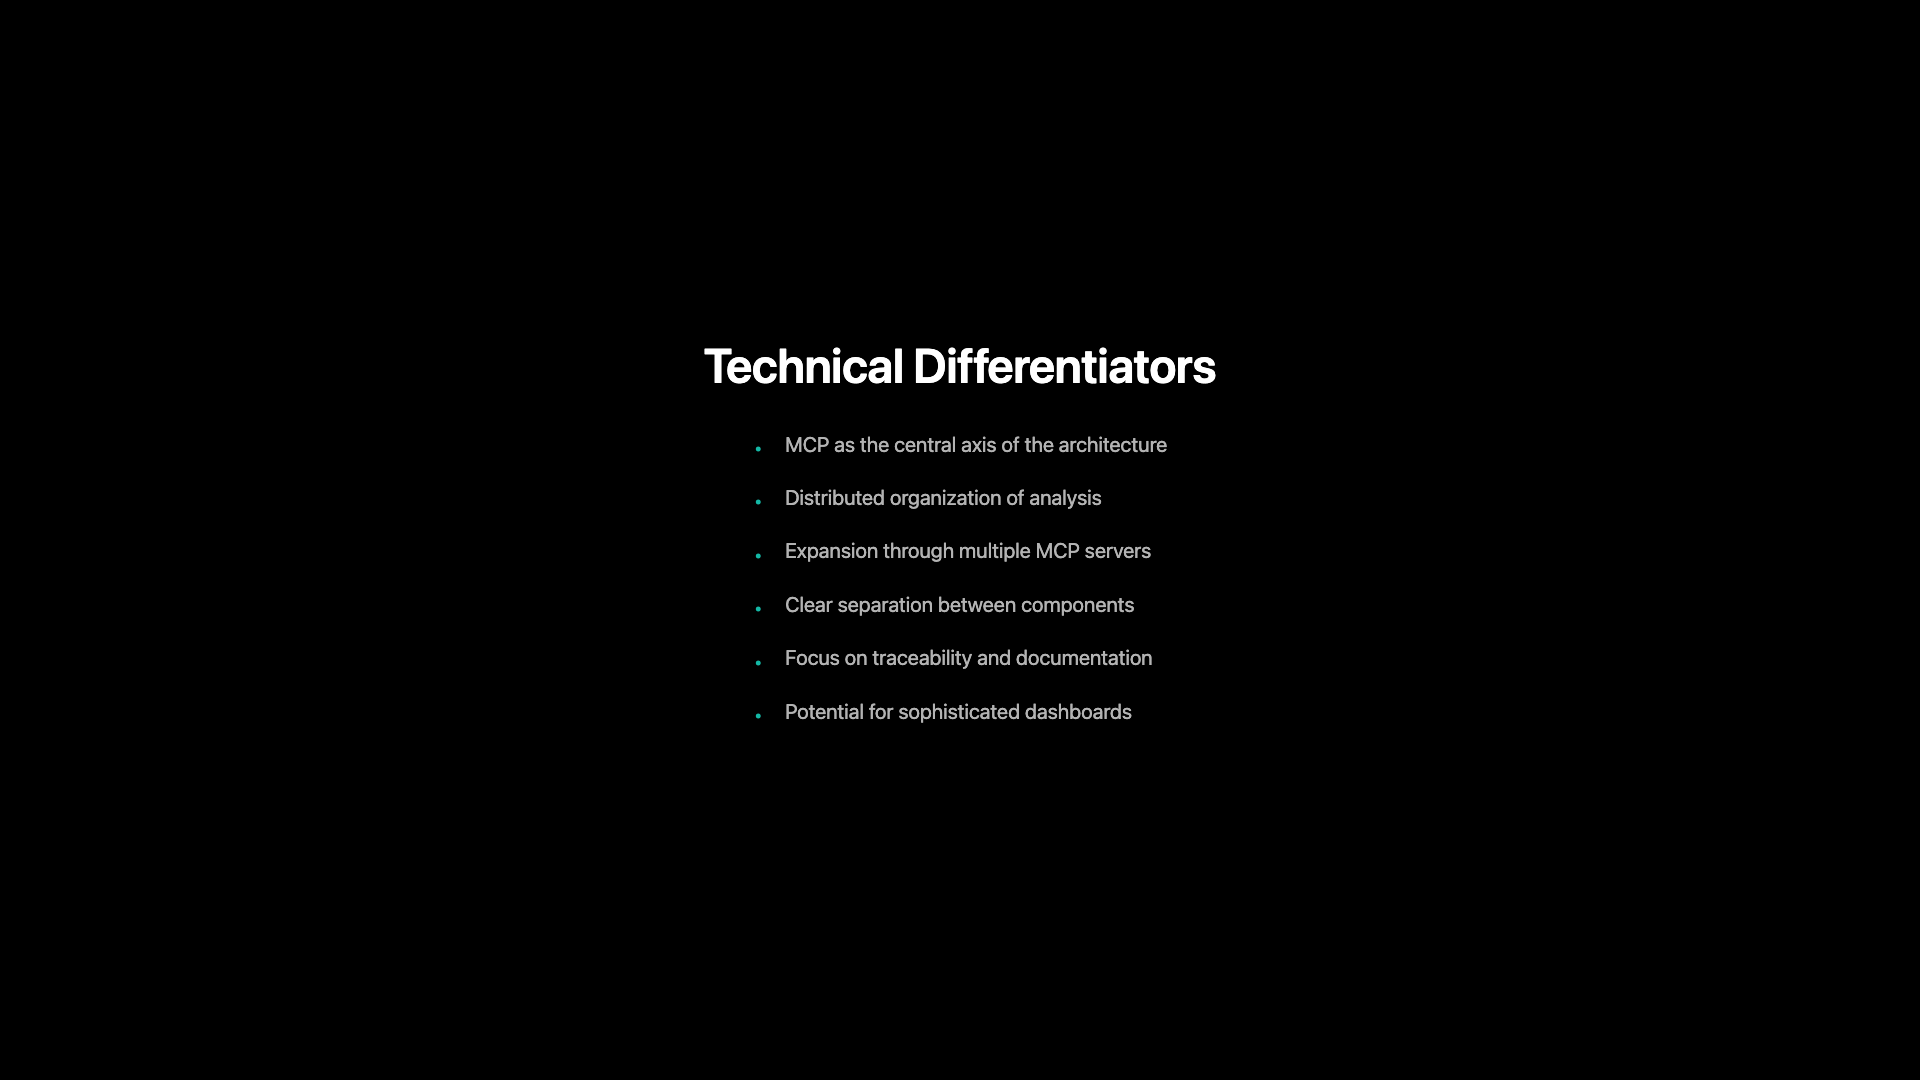 Technical Differentiators
• MCP as the central axis of the architecture
• Distributed organization of analysis
• Expansion through multiple MCP servers
• Clear separation between components
• Focus on traceability and documentation
• Potential for sophisticated dashboards